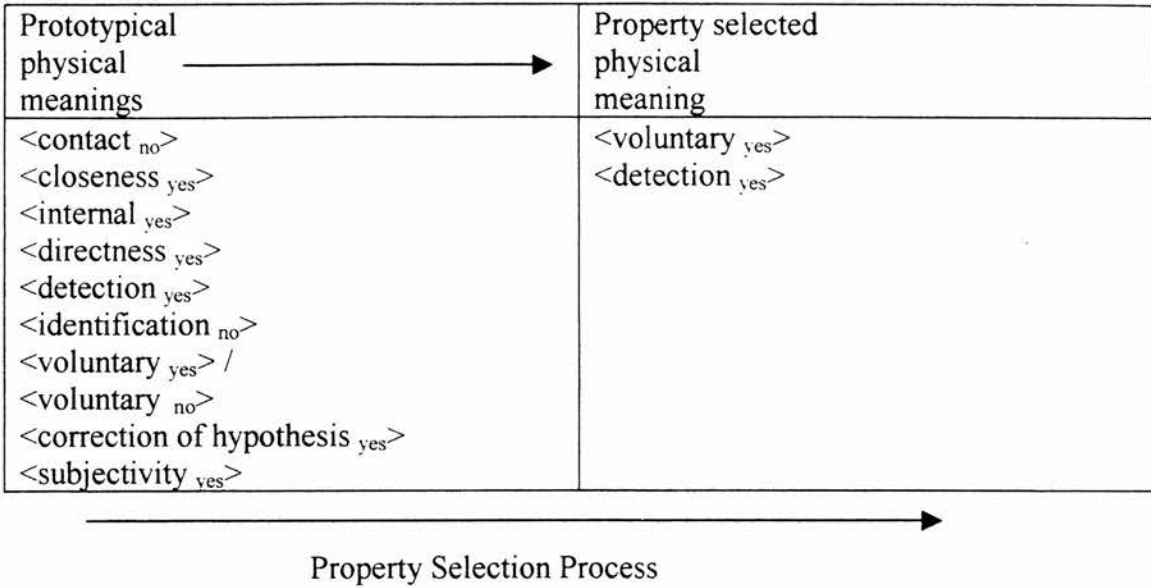 Prototypical
physical
meanings
Property selected
physical
meaning
<contact no>
<closeness yes>
<internal yes>
<directness yes>
<detection yes>
<identification no>
<voluntary yes> /
<voluntary no>
<correction of hypothesis yes>
<subjectivity yes>
<voluntary yes>
<detection yes>
Property Selection Process